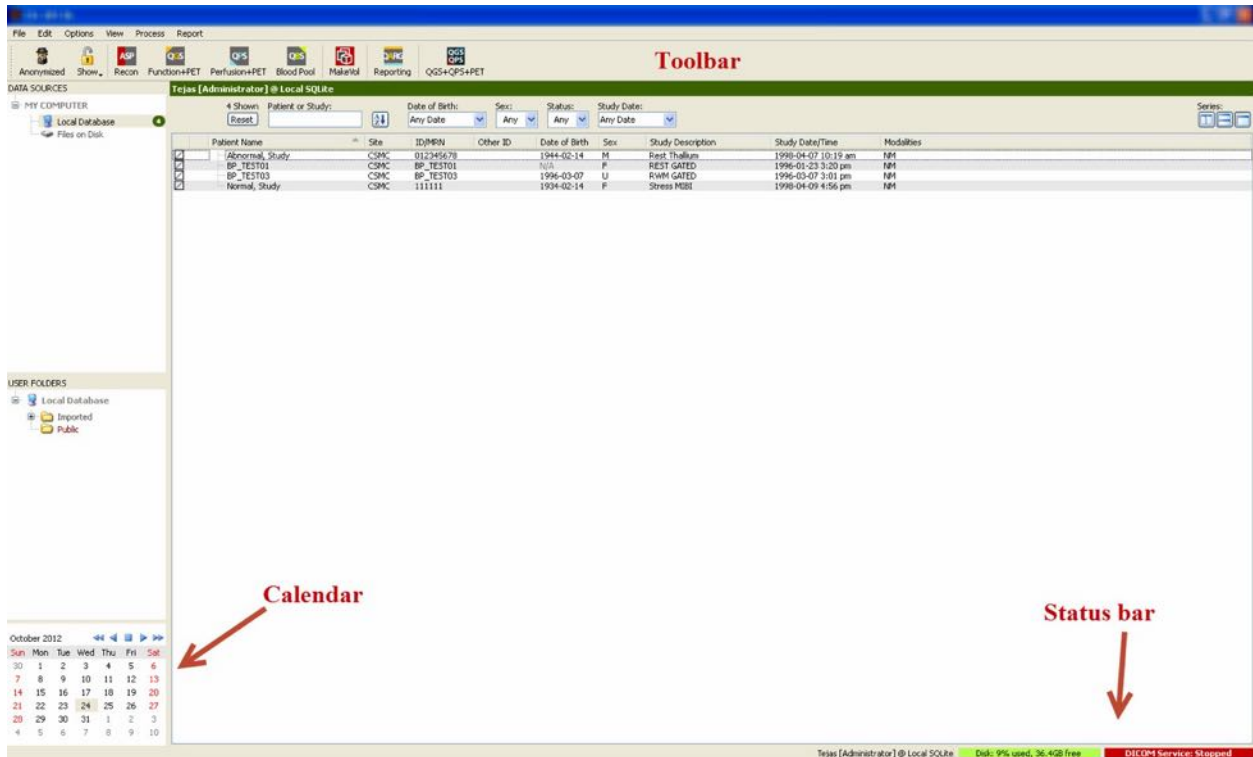 File Edit Options View Process Report
Toolbar
Anonymized Show Recon Function+PET Perfusion+PET Blood Pool MakeVol Reporting QGS+QPS+PET
ASP
QPS
QGS
QPS
DATA SOURCES
Tejas [Administrator] @ Local SQLite
MY COMPUTER
Local Database 4
Files on Disk
4 Shown Patient or Study: Date of Birth: Sex: Status: Study Date: Series:
Reset Any Date Any Any Any Date
Patient Name Site ID/MRN Other ID Date of Birth Sex Study Description Study Date/Time Modalities
Abnormal, Study CSMC 012345678 1944-02-14 M Rest Thallium 1998-04-07 10:19 am NM
BP_TEST01 CSMC BP_TEST01 N/A F REST GATED 1996-01-23 3:20 pm NM
BP_TEST03 CSMC BP_TEST03 1996-03-07 U RWM GATED 1996-03-07 3:01 pm NM
Normal, Study CSMC 111111 1934-02-14 F Stress MIBI 1998-04-09 4:56 pm NM
USER FOLDERS
Local Database
Imported
Public
Calendar
Status bar
October 2012
Sun Mon Tue Wed Thu Fri Sat
30 1 2 3 4 5 6
7 8 9 10 11 12 13
14 15 16 17 18 19 20
21 22 23 24 25 26 27
28 29 30 31 1 2 3
4 5 6 7 8 9 10
Tejas [Administrator] @ Local SQLite Disk: 9% used, 36.4GB free DICOM Service: Stopped